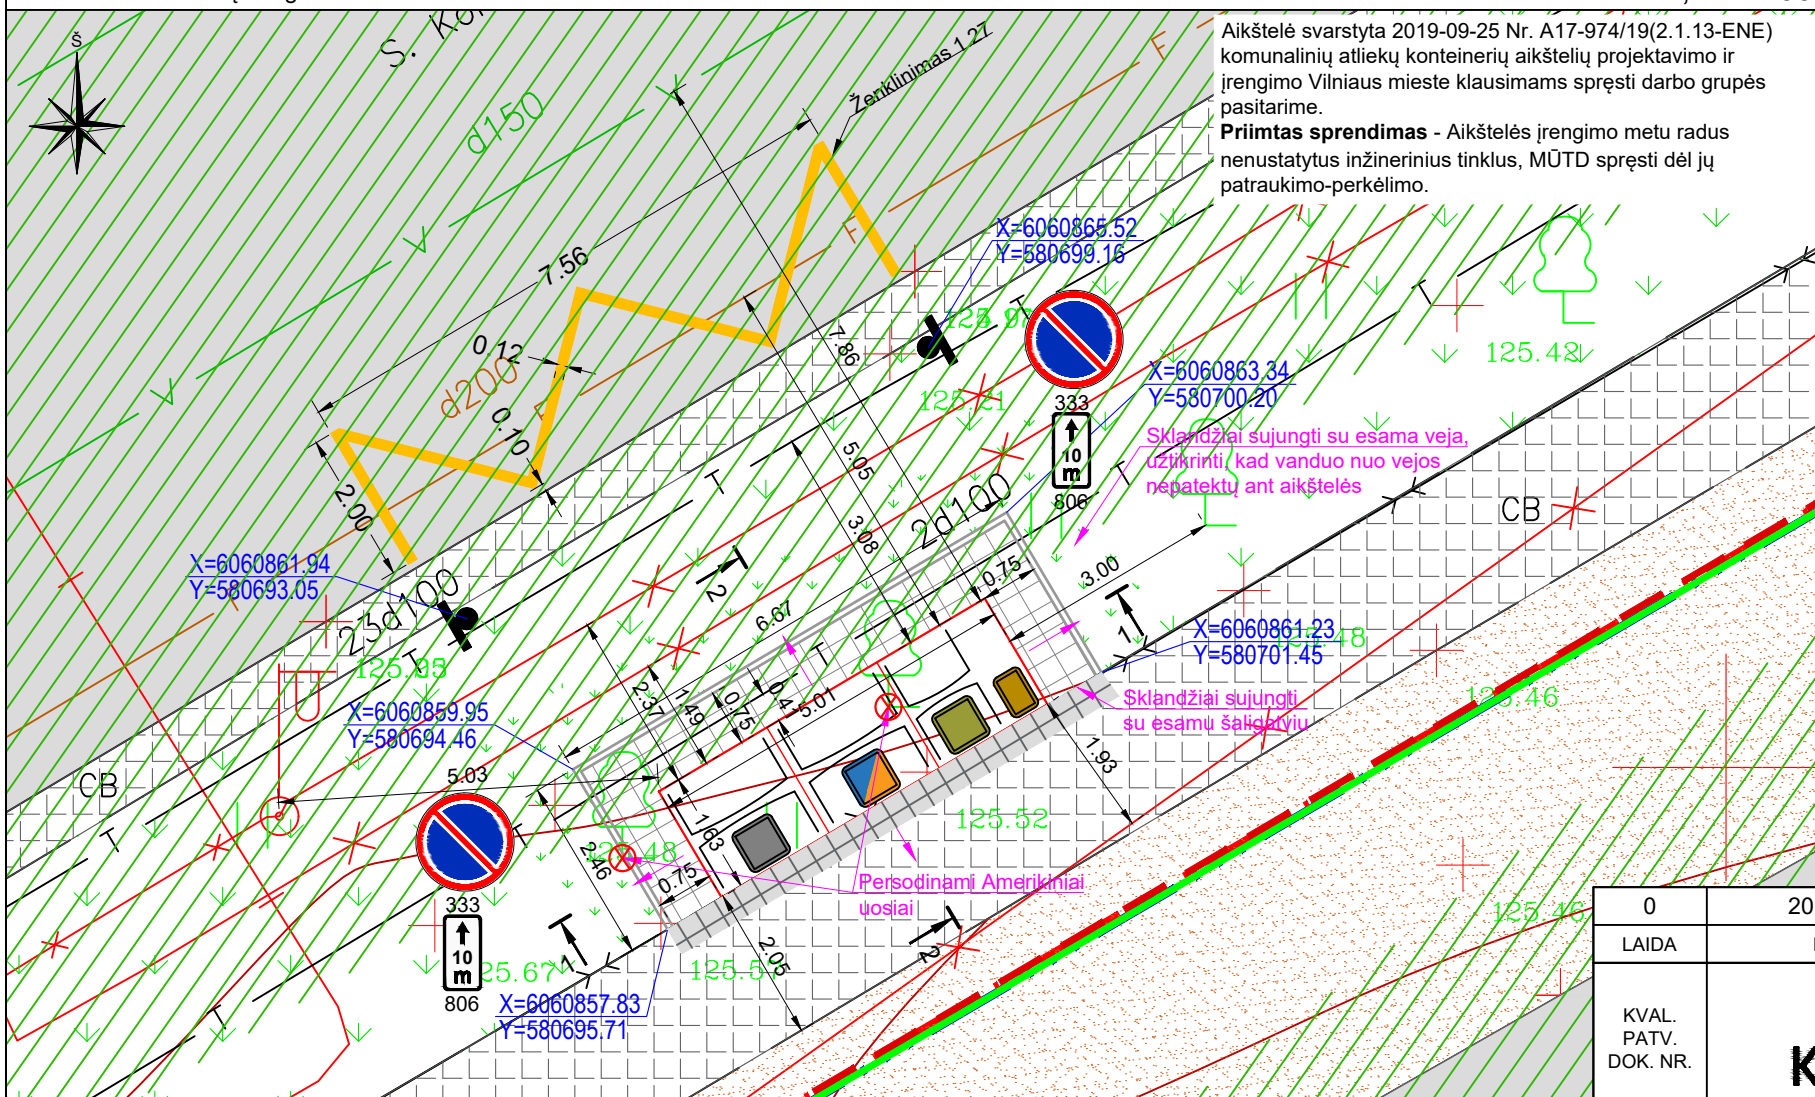 Š
Aikštelė svarstyta 2019-09-25 Nr. A17-974/19(2.1.13-ENE)
komunalinių atliekų konteinerių aikštelių projektavimo ir
įrengimo Vilniaus mieste klausimams spręsti darbo grupės
pasitarime.
Priimtas sprendimas - Aikštelės įrengimo metu radus
nenustatytus inžinerinius tinklus, MŪTD spręsti dėl jų
patraukimo-perkėlimo.
d150
Ženklinimas 1.27
7.56
0.12
d200
0.10
2.00
7.86
X=6060865.52
Y=580699.16
125.21
125.42
X=6060863.34
Y=580700.20
333
10
m
806
Sklandžiai sujungti su esama veja,
užtikrinti, kad vanduo nuo vejos
nepatektų ant aikštelės
CB
5.05
3.08
2d100
0.75
3.00
X=6060861.94
Y=580693.05
25d100
2
6.67
1
X=6060861.23
Y=580701.45
X=6060859.95
Y=580694.46
2.37
1.49
0.75
5.01
Sklandžiai sujungti
su esamu šaligatviu
1.93
CB
5.03
1.63
2.46
0.75
125.52
Persodinami Amerikiniai
uosiai
333
10
m
806
1
2
2.05
X=6060857.83
Y=580695.71
125.46
0
20
LAIDA
KVAL.
PATV.
DOK. NR.
K